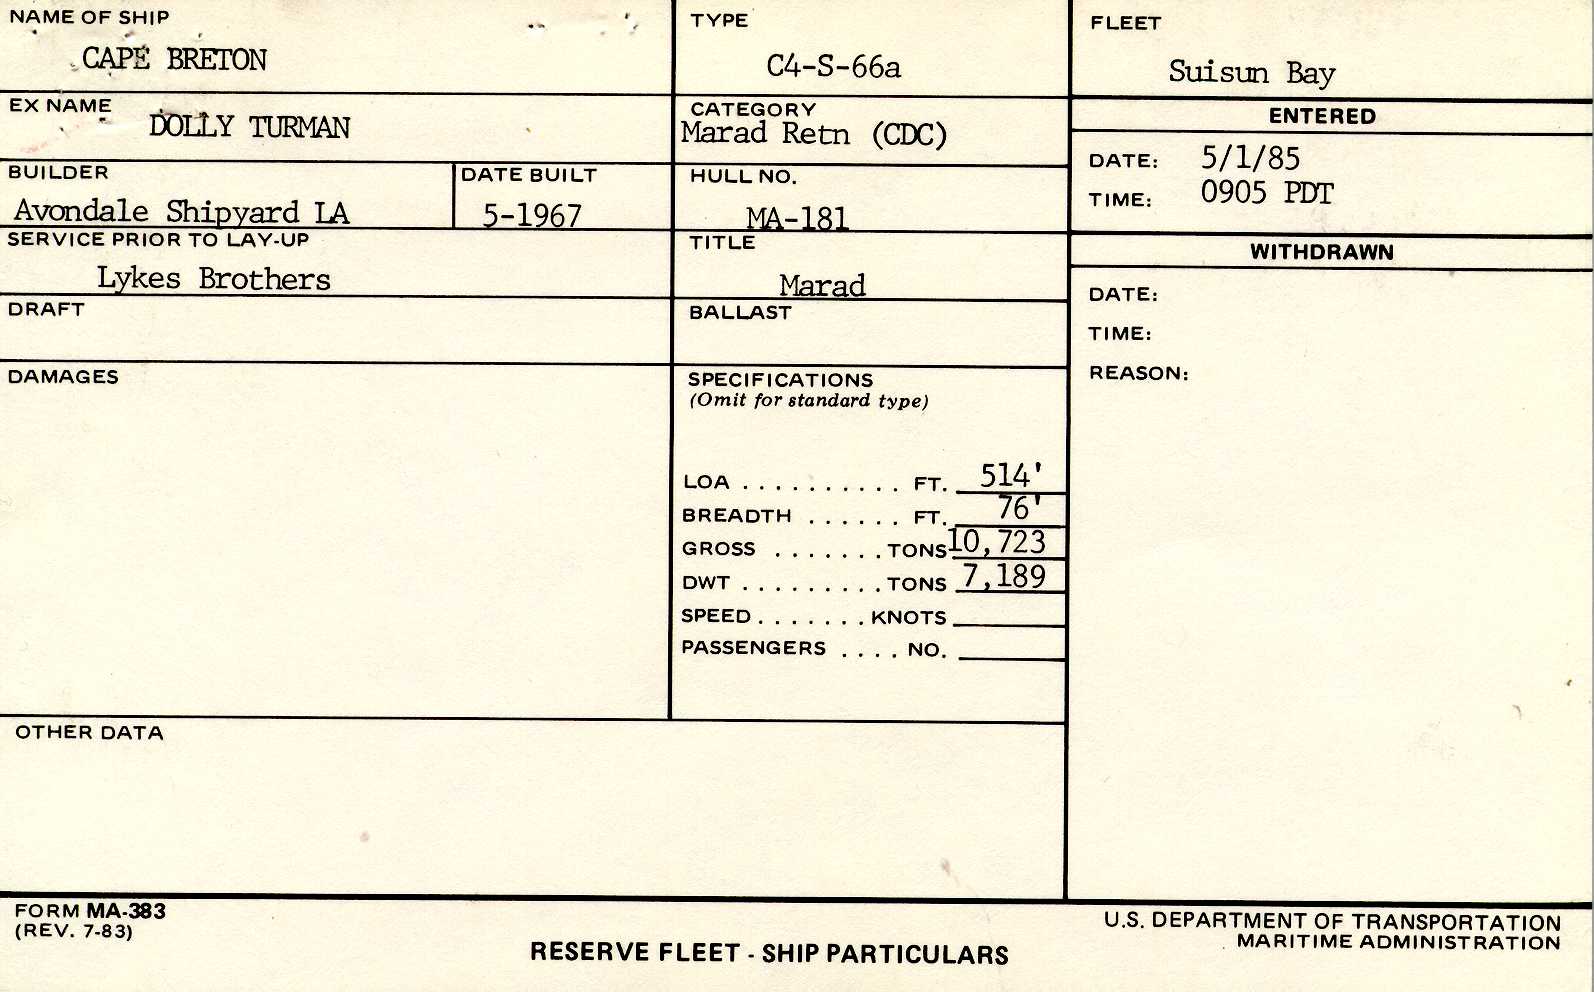 NAME OF SHIP
CAPE BRETON
TYPE
C4-S-66a
FLEET
Suisun Bay
EX NAME
DOLLY TURMAN
CATEGORY
Marad Retn (CDC)
ENTERED
DATE: 5/1/85
TIME: 0905 PDT
BUILDER
Avondale Shipyard LA
DATE BUILT
5-1967
HULL NO.
MA-181
SERVICE PRIOR TO LAY-UP
Lykes Brothers
TITLE
Marad
WITHDRAWN
DATE:
TIME:
REASON:
DRAFT
BALLAST
DAMAGES
SPECIFICATIONS
(Omit for standard type)
LOA . . . . . . . . . . FT. 514'
BREADTH . . . . . . FT. 76'
GROSS . . . . . . . TONS 10,723
DWT . . . . . . . . . TONS 7,189
SPEED . . . . . . . KNOTS
PASSENGERS . . . . NO.
OTHER DATA
FORM MA-383
(REV. 7-83)
RESERVE FLEET - SHIP PARTICULARS
U.S. DEPARTMENT OF TRANSPORTATION
MARITIME ADMINISTRATION